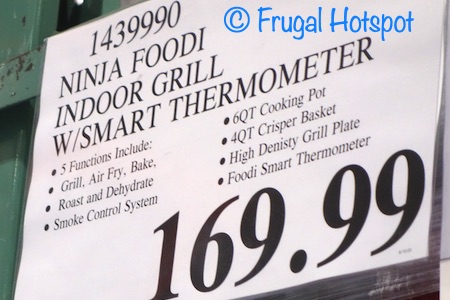 © Frugal Hotspot
1439990
NINJA FOODI
INDOOR GRILL
W/SMART THERMOMETER
• 5 Functions Include:
• Grill, Air Fry, Bake,
• Roast and Dehydrate
• Smoke Control System
• 6QT Cooking Pot
• 4QT Crisper Basket
• High Denisty Grill Plate
• Foodi Smart Thermometer
169.99